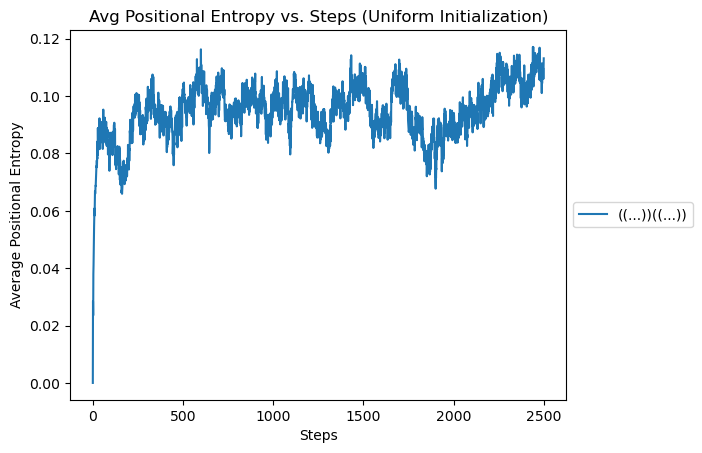 Avg Positional Entropy vs. Steps (Uniform Initialization)
0.12
0.10
0.08
0.06
0.04
0.02
0.00
Average Positional Entropy
0 500 1000 1500 2000 2500
Steps
((...))((...))